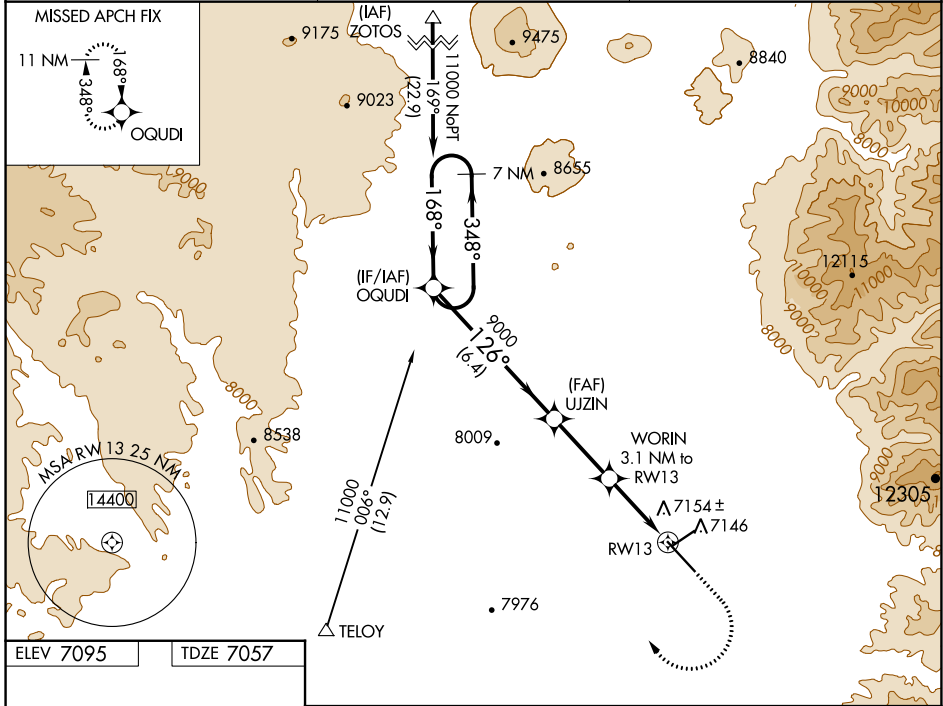 MISSED APCH FIX
11 NM
168°
348°
OQUDI
(IAF)
ZOTOS
11000 NoPT
169°
(22.9)
9175
9475
8840
9023
9000
10000
8000
9000
7 NM
8655
168°
348°
(IF/IAF)
OQUDI
12115
10000
11000
9000
8000
9000
126°
(6.4)
(FAF)
UJZIN
8000
8538
8009
WORIN
3.1 NM to
RW13
MSA RW 13 25 NM
14400
11000
006°
(12.9)
7154 ±
7146
RW13
9000
12305
7976
TELOY
ELEV 7095
TDZE 7057